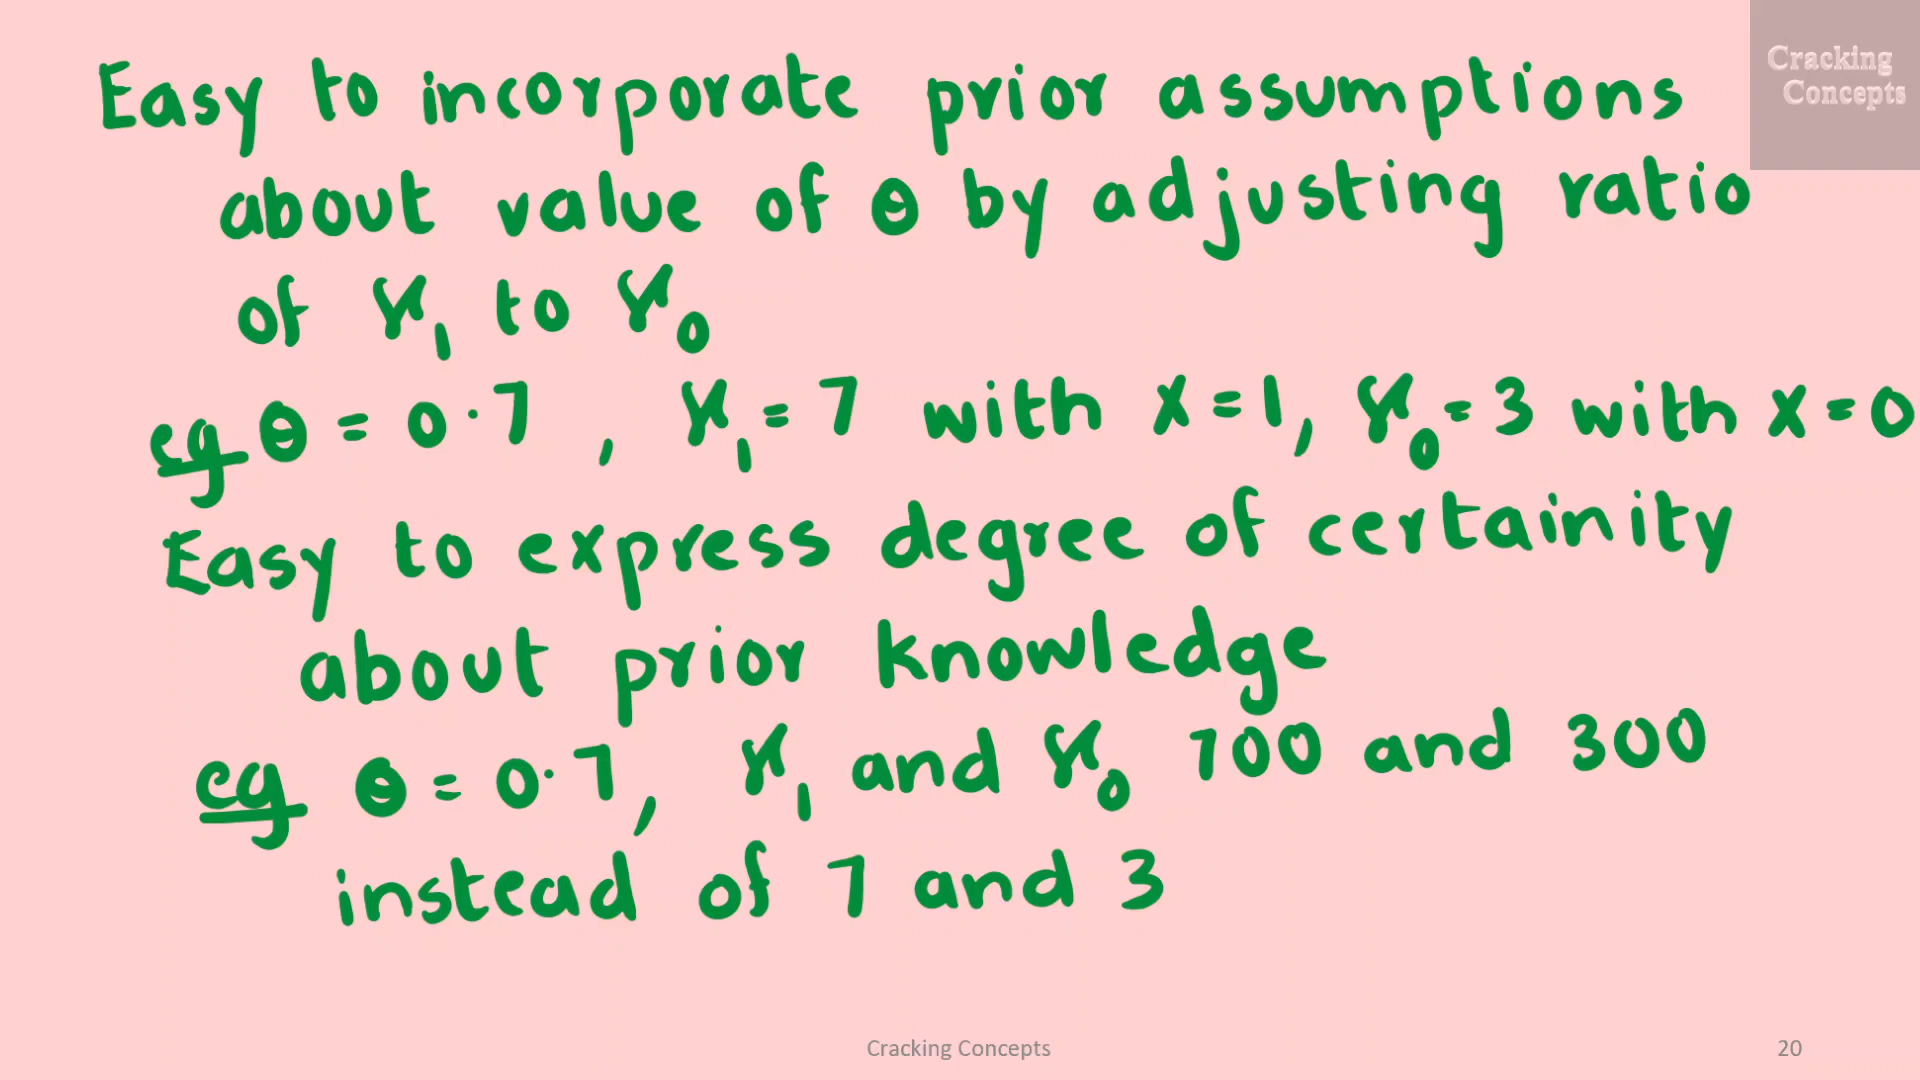 Cracking
Concepts
Easy to incorporate prior assumptions
about value of θ by adjusting ratio
of γ₁ to γ₀
eg θ = 0.7 , γ₁ = 7 with X = 1, γ₀ = 3 with X = 0
Easy to express degree of certainity
about prior knowledge
eg θ = 0.7, γ₁ and γ₀ 700 and 300
instead of 7 and 3
Cracking Concepts
20